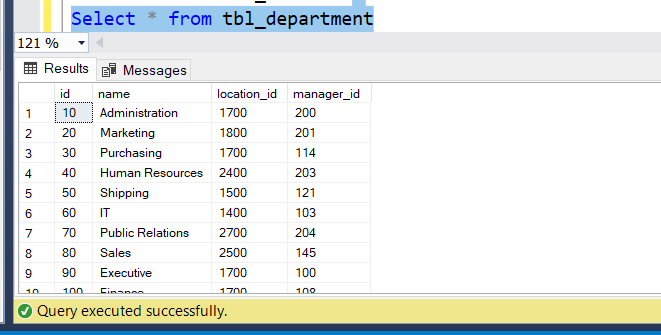 Select * from tbl_department
121 %
Results Messages
id name location_id manager_id
1 10 Administration 1700 200
2 20 Marketing 1800 201
3 30 Purchasing 1700 114
4 40 Human Resources 2400 203
5 50 Shipping 1500 121
6 60 IT 1400 103
7 70 Public Relations 2700 204
8 80 Sales 2500 145
9 90 Executive 1700 100
10 100 Finance 1700 108
Query executed successfully.